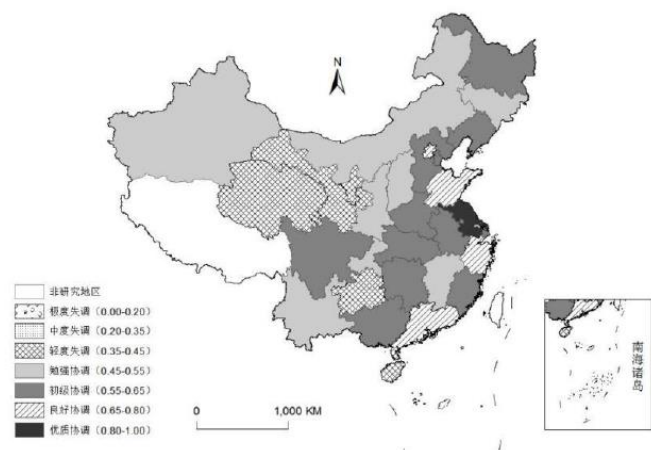 N
非研究地区
极度失调（0.00-0.20）
中度失调（0.20-0.35）
轻度失调（0.35-0.45）
勉强协调（0.45-0.55）
初级协调（0.55-0.65）
良好协调（0.65-0.80）
优质协调（0.80-1.00）
0 1,000 KM
南海诸岛